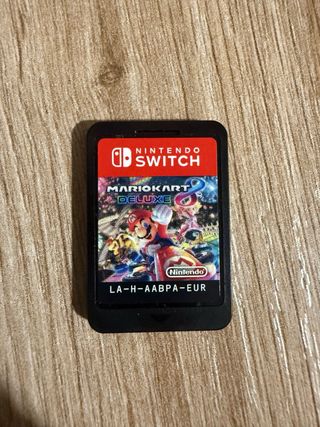 NINTENDO
SWITCH
MARIOKART 8
DELUXE
Nintendo
LA-H-AABPA-EUR